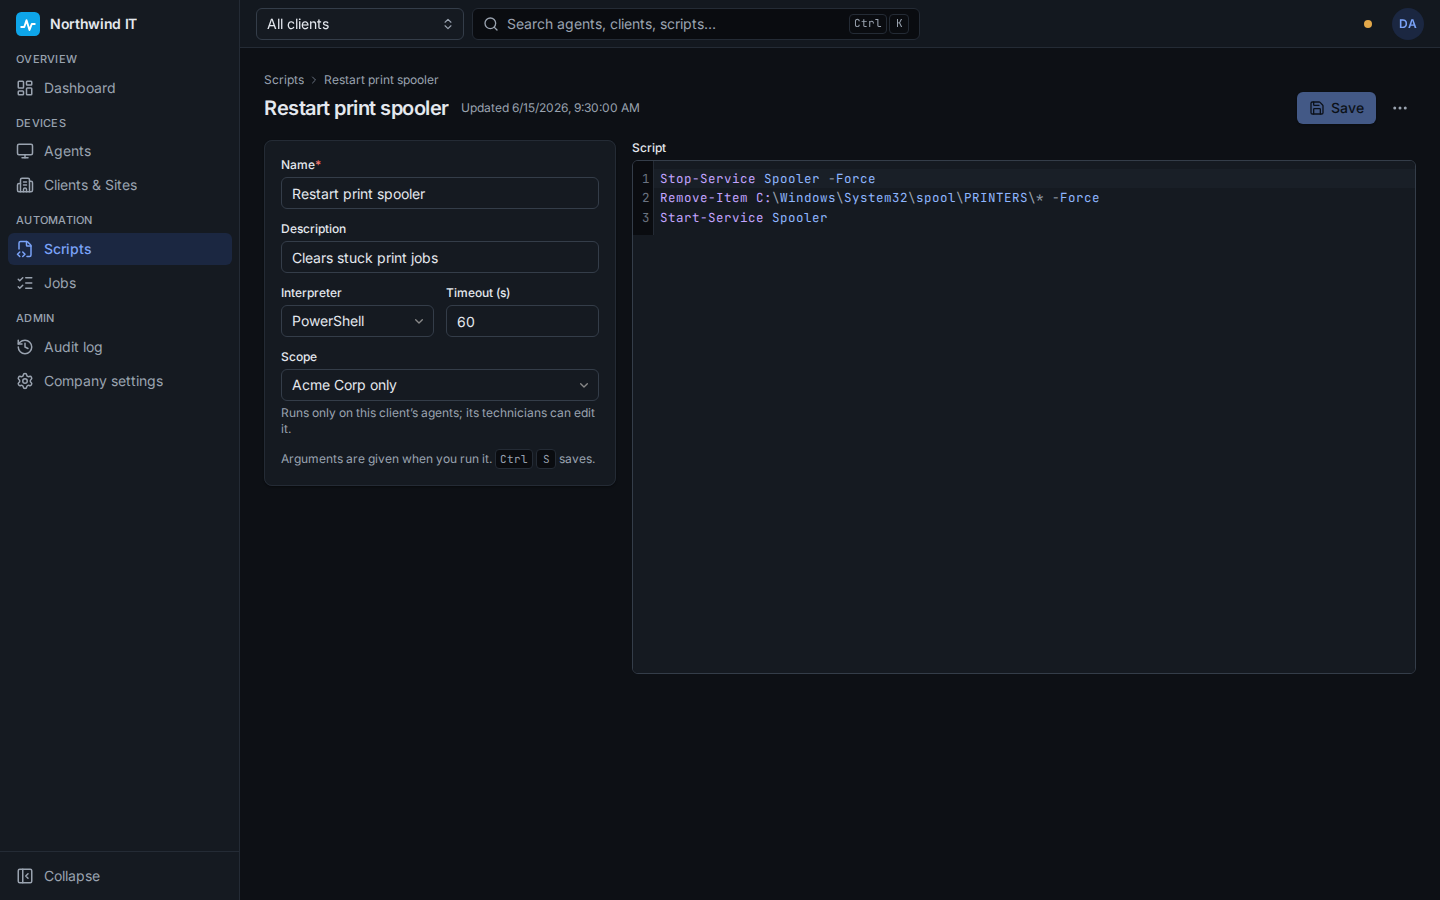 Northwind IT
All clients
Search agents, clients, scripts...
Ctrl K
DA
OVERVIEW
Dashboard
DEVICES
Agents
Clients & Sites
AUTOMATION
Scripts
Jobs
ADMIN
Audit log
Company settings
Collapse
Scripts > Restart print spooler
Restart print spooler Updated 6/15/2026, 9:30:00 AM
Save
Name*
Restart print spooler
Description
Clears stuck print jobs
Interpreter Timeout (s)
PowerShell 60
Scope
Acme Corp only
Runs only on this client's agents; its technicians can edit
it.
Arguments are given when you run it. Ctrl S saves.
Script
1 Stop-Service Spooler -Force
2 Remove-Item C:\Windows\System32\spool\PRINTERS\* -Force
3 Start-Service Spooler